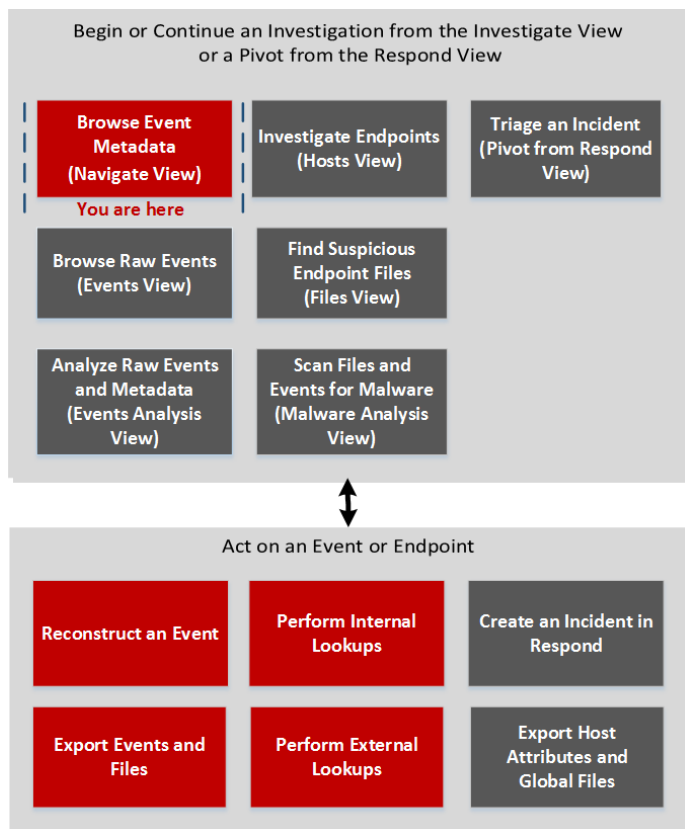 Begin or Continue an Investigation from the Investigate View
or a Pivot from the Respond View
Browse Event
Metadata
(Navigate View)
You are here
Investigate Endpoints
(Hosts View)
Triage an Incident
(Pivot from Respond
View)
Browse Raw Events
(Events View)
Find Suspicious
Endpoint Files
(Files View)
Analyze Raw Events
and Metadata
(Events Analysis
View)
Scan Files and
Events for Malware
(Malware Analysis
View)
Act on an Event or Endpoint
Reconstruct an Event
Perform Internal
Lookups
Create an Incident in
Respond
Export Events and
Files
Perform External
Lookups
Export Host
Attributes and
Global Files